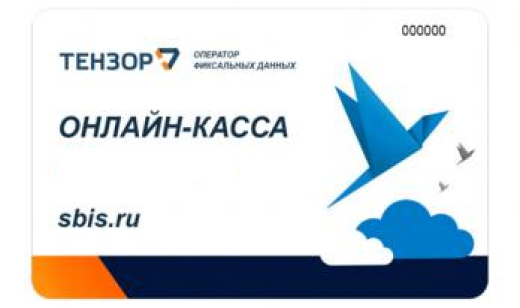 000000
ТЕНЗОР
ОПЕРАТОР
ФИСКАЛЬНЫХ ДАННЫХ
ОНЛАЙН-КАССА
sbis.ru